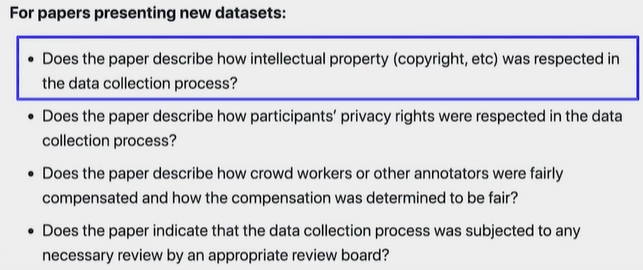 For papers presenting new datasets:
• Does the paper describe how intellectual property (copyright, etc) was respected in
the data collection process?
• Does the paper describe how participants' privacy rights were respected in the data
collection process?
• Does the paper describe how crowd workers or other annotators were fairly
compensated and how the compensation was determined to be fair?
• Does the paper indicate that the data collection process was subjected to any
necessary review by an appropriate review board?